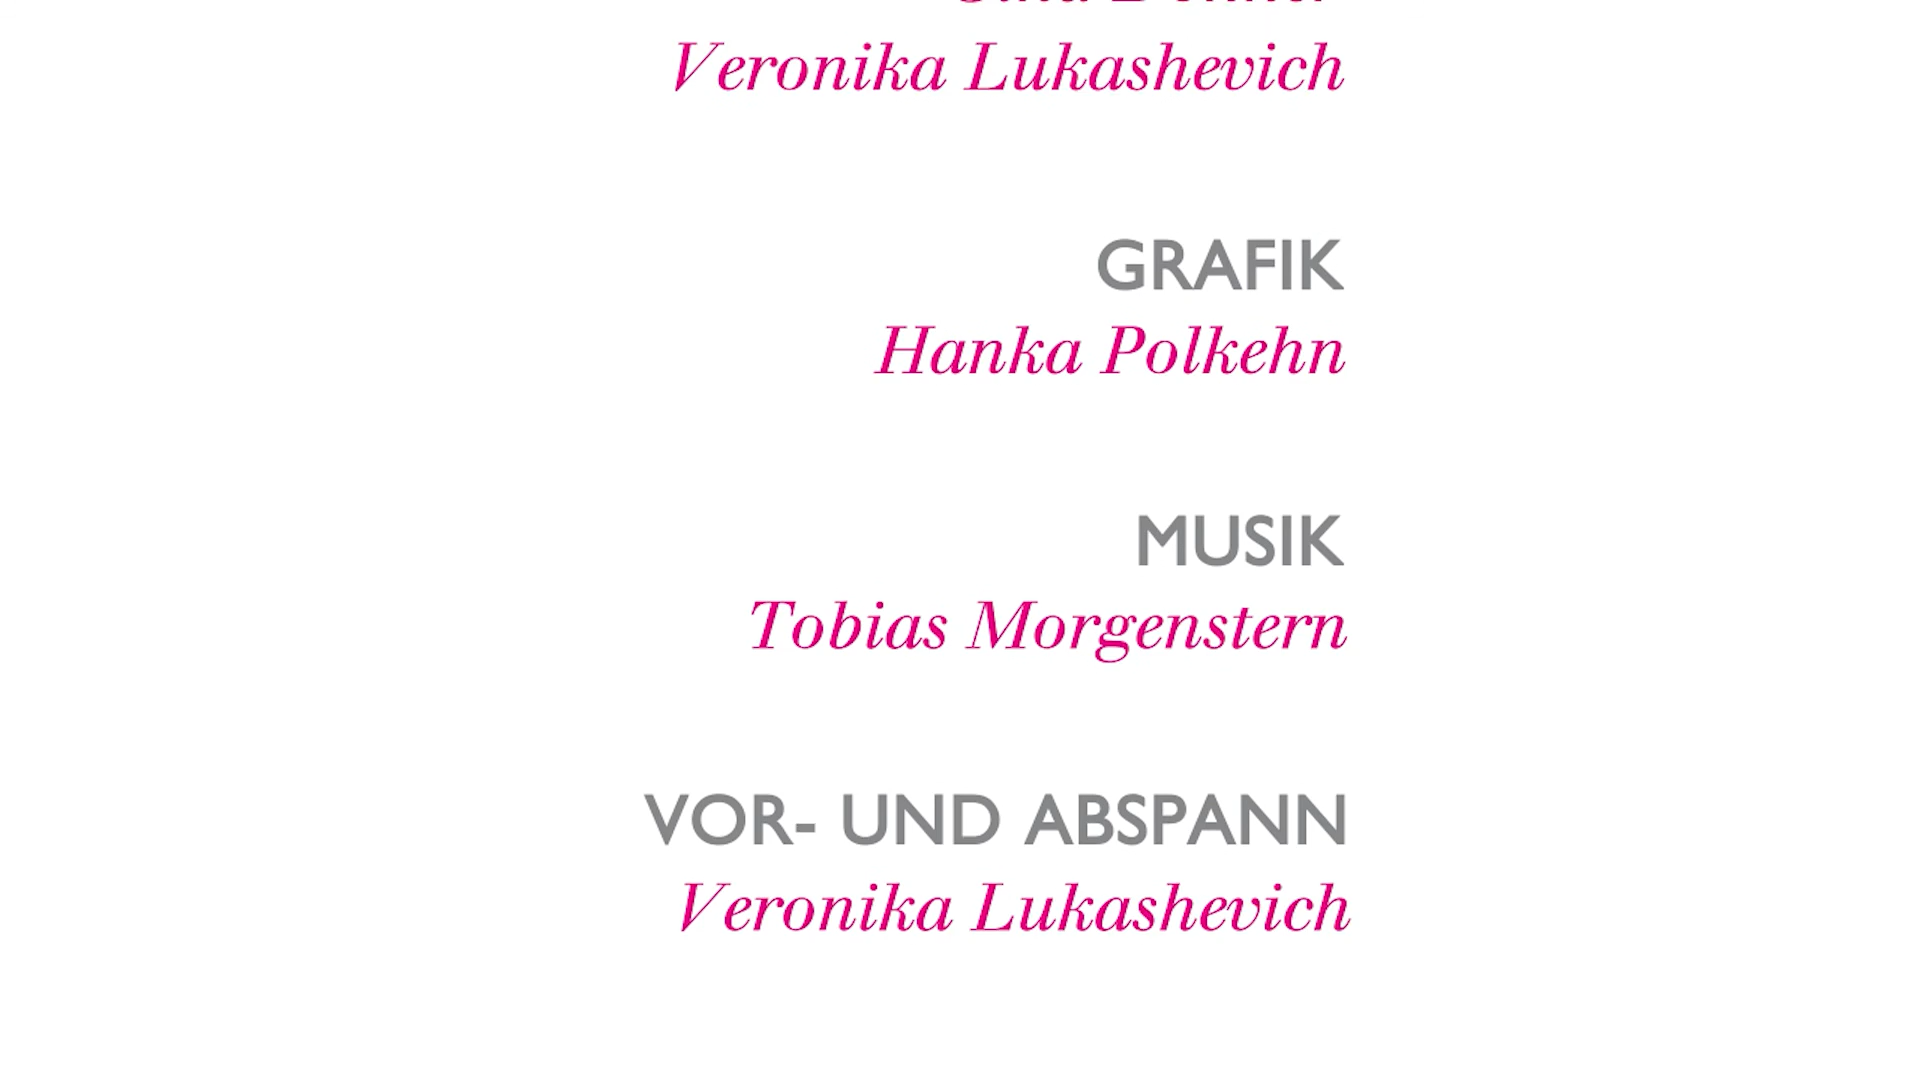 Veronika Lukashevich
GRAFIK
Hanka Polkehn
MUSIK
Tobias Morgenstern
VOR- UND ABSPANN
Veronika Lukashevich